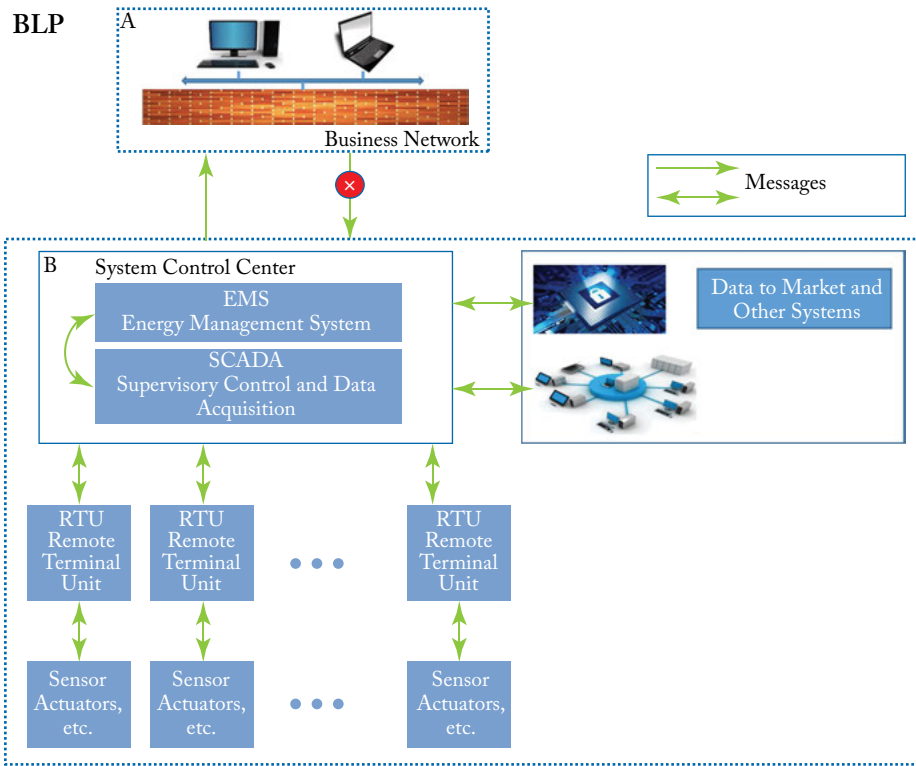 BLP
A
Business Network
Messages
B
System Control Center
EMS
Energy Management System
SCADA
Supervisory Control and Data
Acquisition
Data to Market and
Other Systems
RTU
Remote
Terminal
Unit
RTU
Remote
Terminal
Unit
RTU
Remote
Terminal
Unit
Sensor
Actuators,
etc.
Sensor
Actuators,
etc.
Sensor
Actuators,
etc.